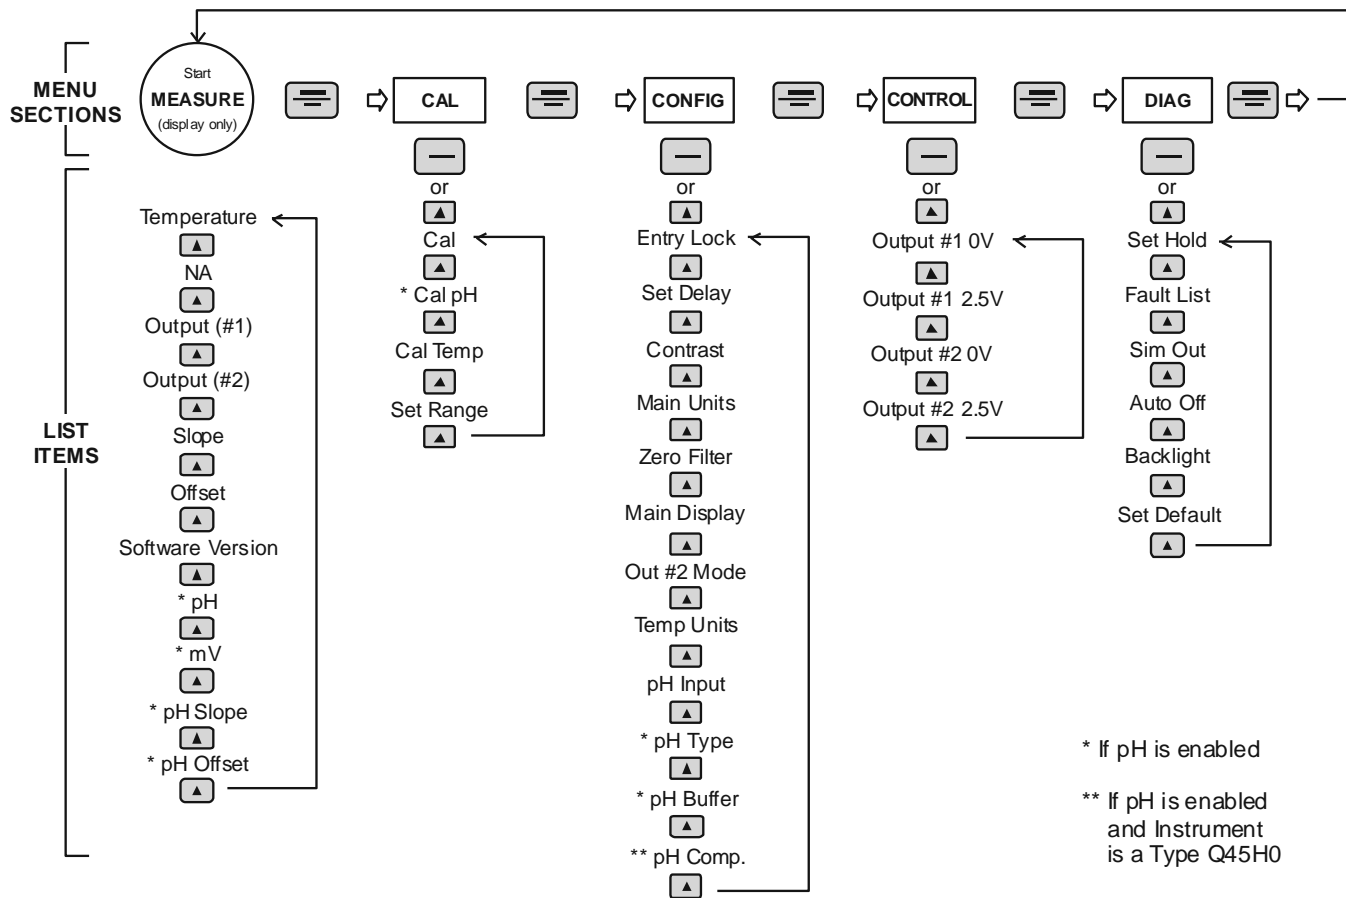 MENU
SECTIONS
Start
MEASURE
(display only)
CAL
CONFIG
CONTROL
DIAG
LIST
ITEMS
Temperature
NA
Output (#1)
Output (#2)
Slope
Offset
Software Version
* pH
* mV
* pH Slope
* pH Offset
or
Cal
* Cal pH
Cal Temp
Set Range
or
Entry Lock
Set Delay
Contrast
Main Units
Zero Filter
Main Display
Out #2 Mode
Temp Units
pH Input
* pH Type
* pH Buffer
** pH Comp.
or
Output #1 0V
Output #1 2.5V
Output #2 0V
Output #2 2.5V
or
Set Hold
Fault List
Sim Out
Auto Off
Backlight
Set Default
* If pH is enabled
** If pH is enabled
and Instrument
is a Type Q45H0